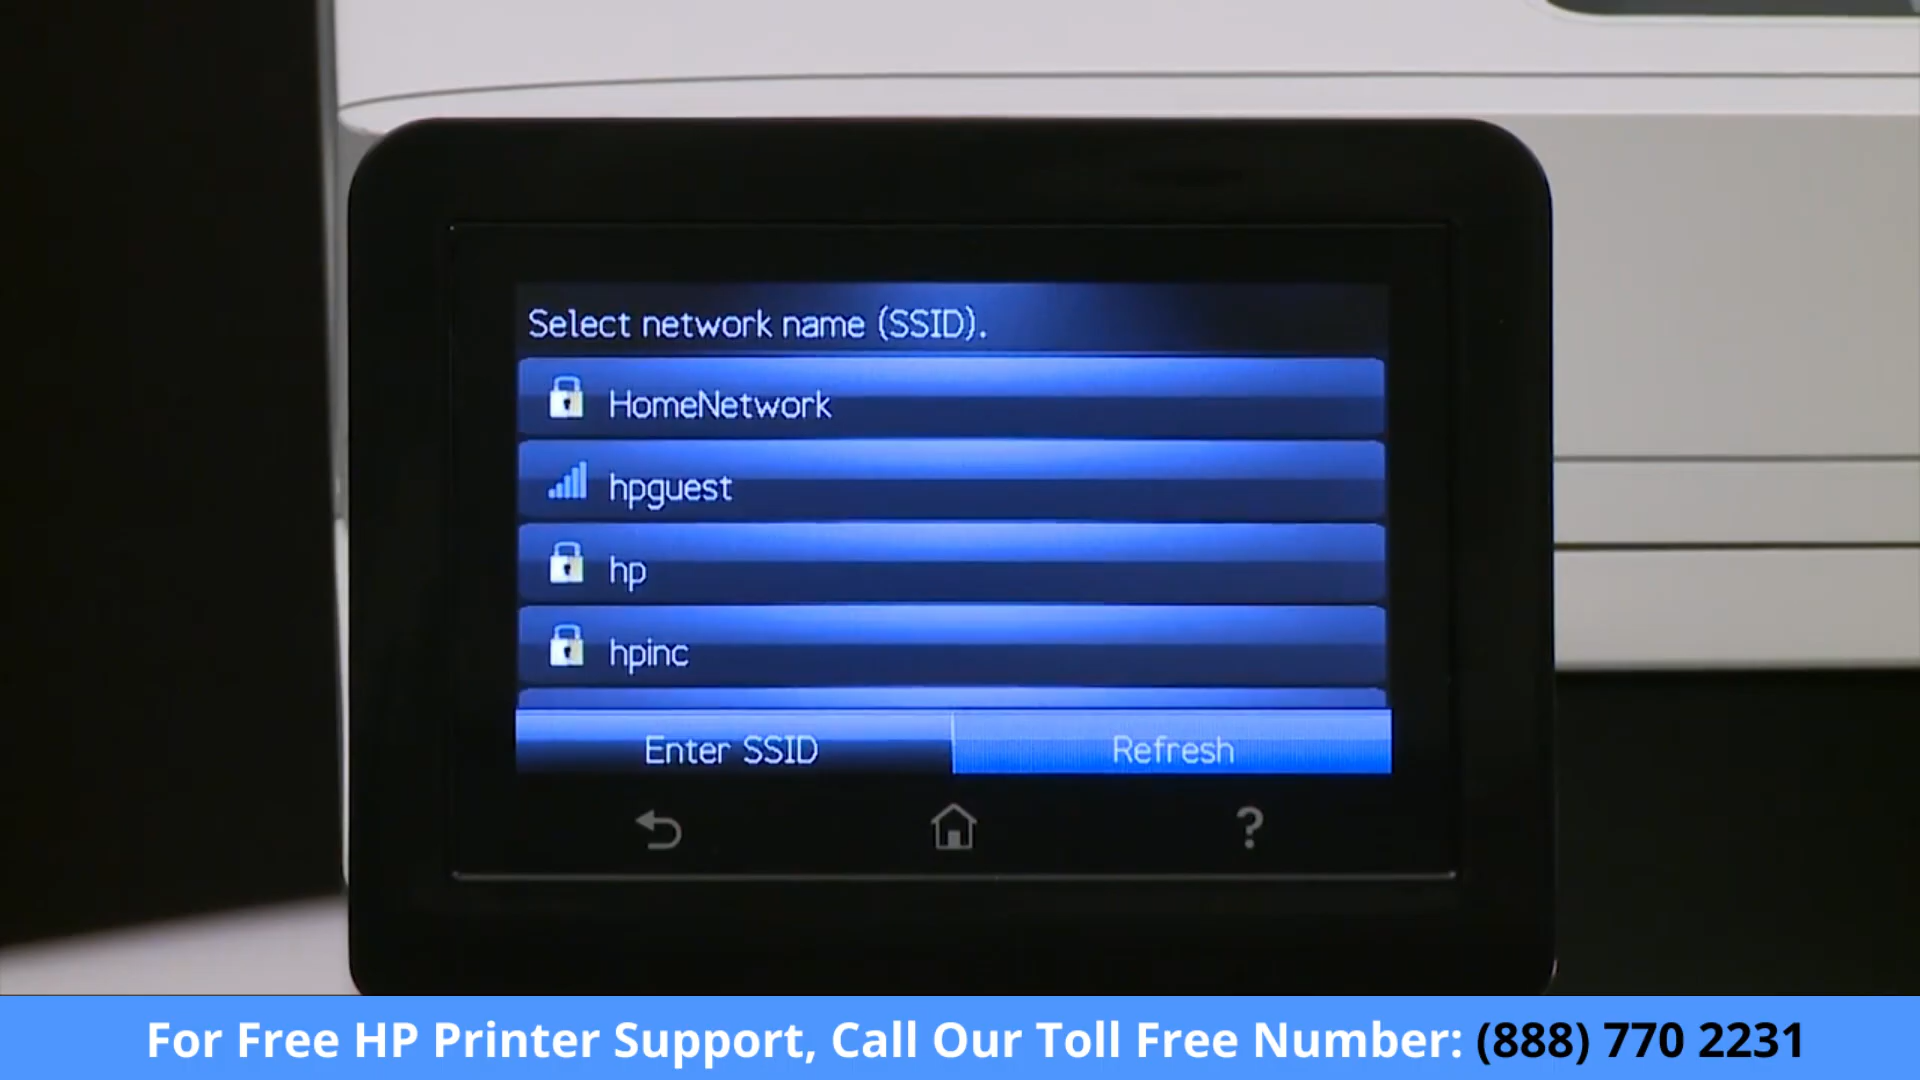 Select network name (SSID).
HomeNetwork
hpguest
hp
hpinc
Enter SSID
Refresh
?
For Free HP Printer Support, Call Our Toll Free Number: (888) 770 2231